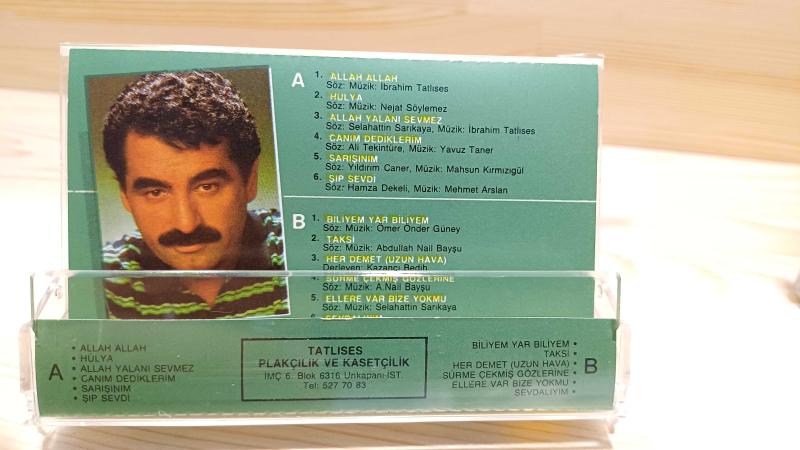 A
1. ALLAH ALLAH
Söz: Müzik: İbrahim Tatlıses
2. HÜLYA
Söz: Müzik: Nejat Söylemez
3. ALLAH YALANI SEVMEZ
Söz: Selahattin Sarıkaya, Müzik: İbrahim Tatlıses
4. CANIM DEDİKLERİM
Söz: Ali Tekintüre, Müzik: Yavuz Taner
5. SARIŞINIM
Söz: Yıldırım Caner, Müzik: Mahsun Kırmızıgül
6. ŞIP SEVDİ
Söz: Hamza Dekeli, Müzik: Mehmet Arslan
B
1. BİLİYEM YAR BİLİYEM
Söz: Müzik: Ömer Önder Güney
2. TAKSİ
Söz: Müzik: Abdullah Nail Bayşu
3. HER DEMET (UZUN HAVA)
Derleyen: Kazancı Bedih
SÜRME ÇEKMİŞ GÖZLERİNE
Söz: Müzik: A.Nail Bayşu
5. ELLERE VAR BİZE YOKMU
Söz: Müzik: Selahattin Sarıkaya
A
• ALLAH ALLAH
• HÜLYA
• ALLAH YALANI SEVMEZ
• CANIM DEDİKLERİM
• SARIŞINIM
• ŞIP SEVDİ
TATLISES
PLAKÇILIK VE KASETÇİLİK
İMÇ 6. Blok 6316 Unkapanı-İST.
Tel: 527 70 83
BİLİYEM YAR BİLİYEM •
TAKSİ •
HER DEMET (UZUN HAVA) •
SÜRME ÇEKMİŞ GÖZLERİNE •
ELLERE VAR BİZE YOKMU •
SEVDALIYIM •
B